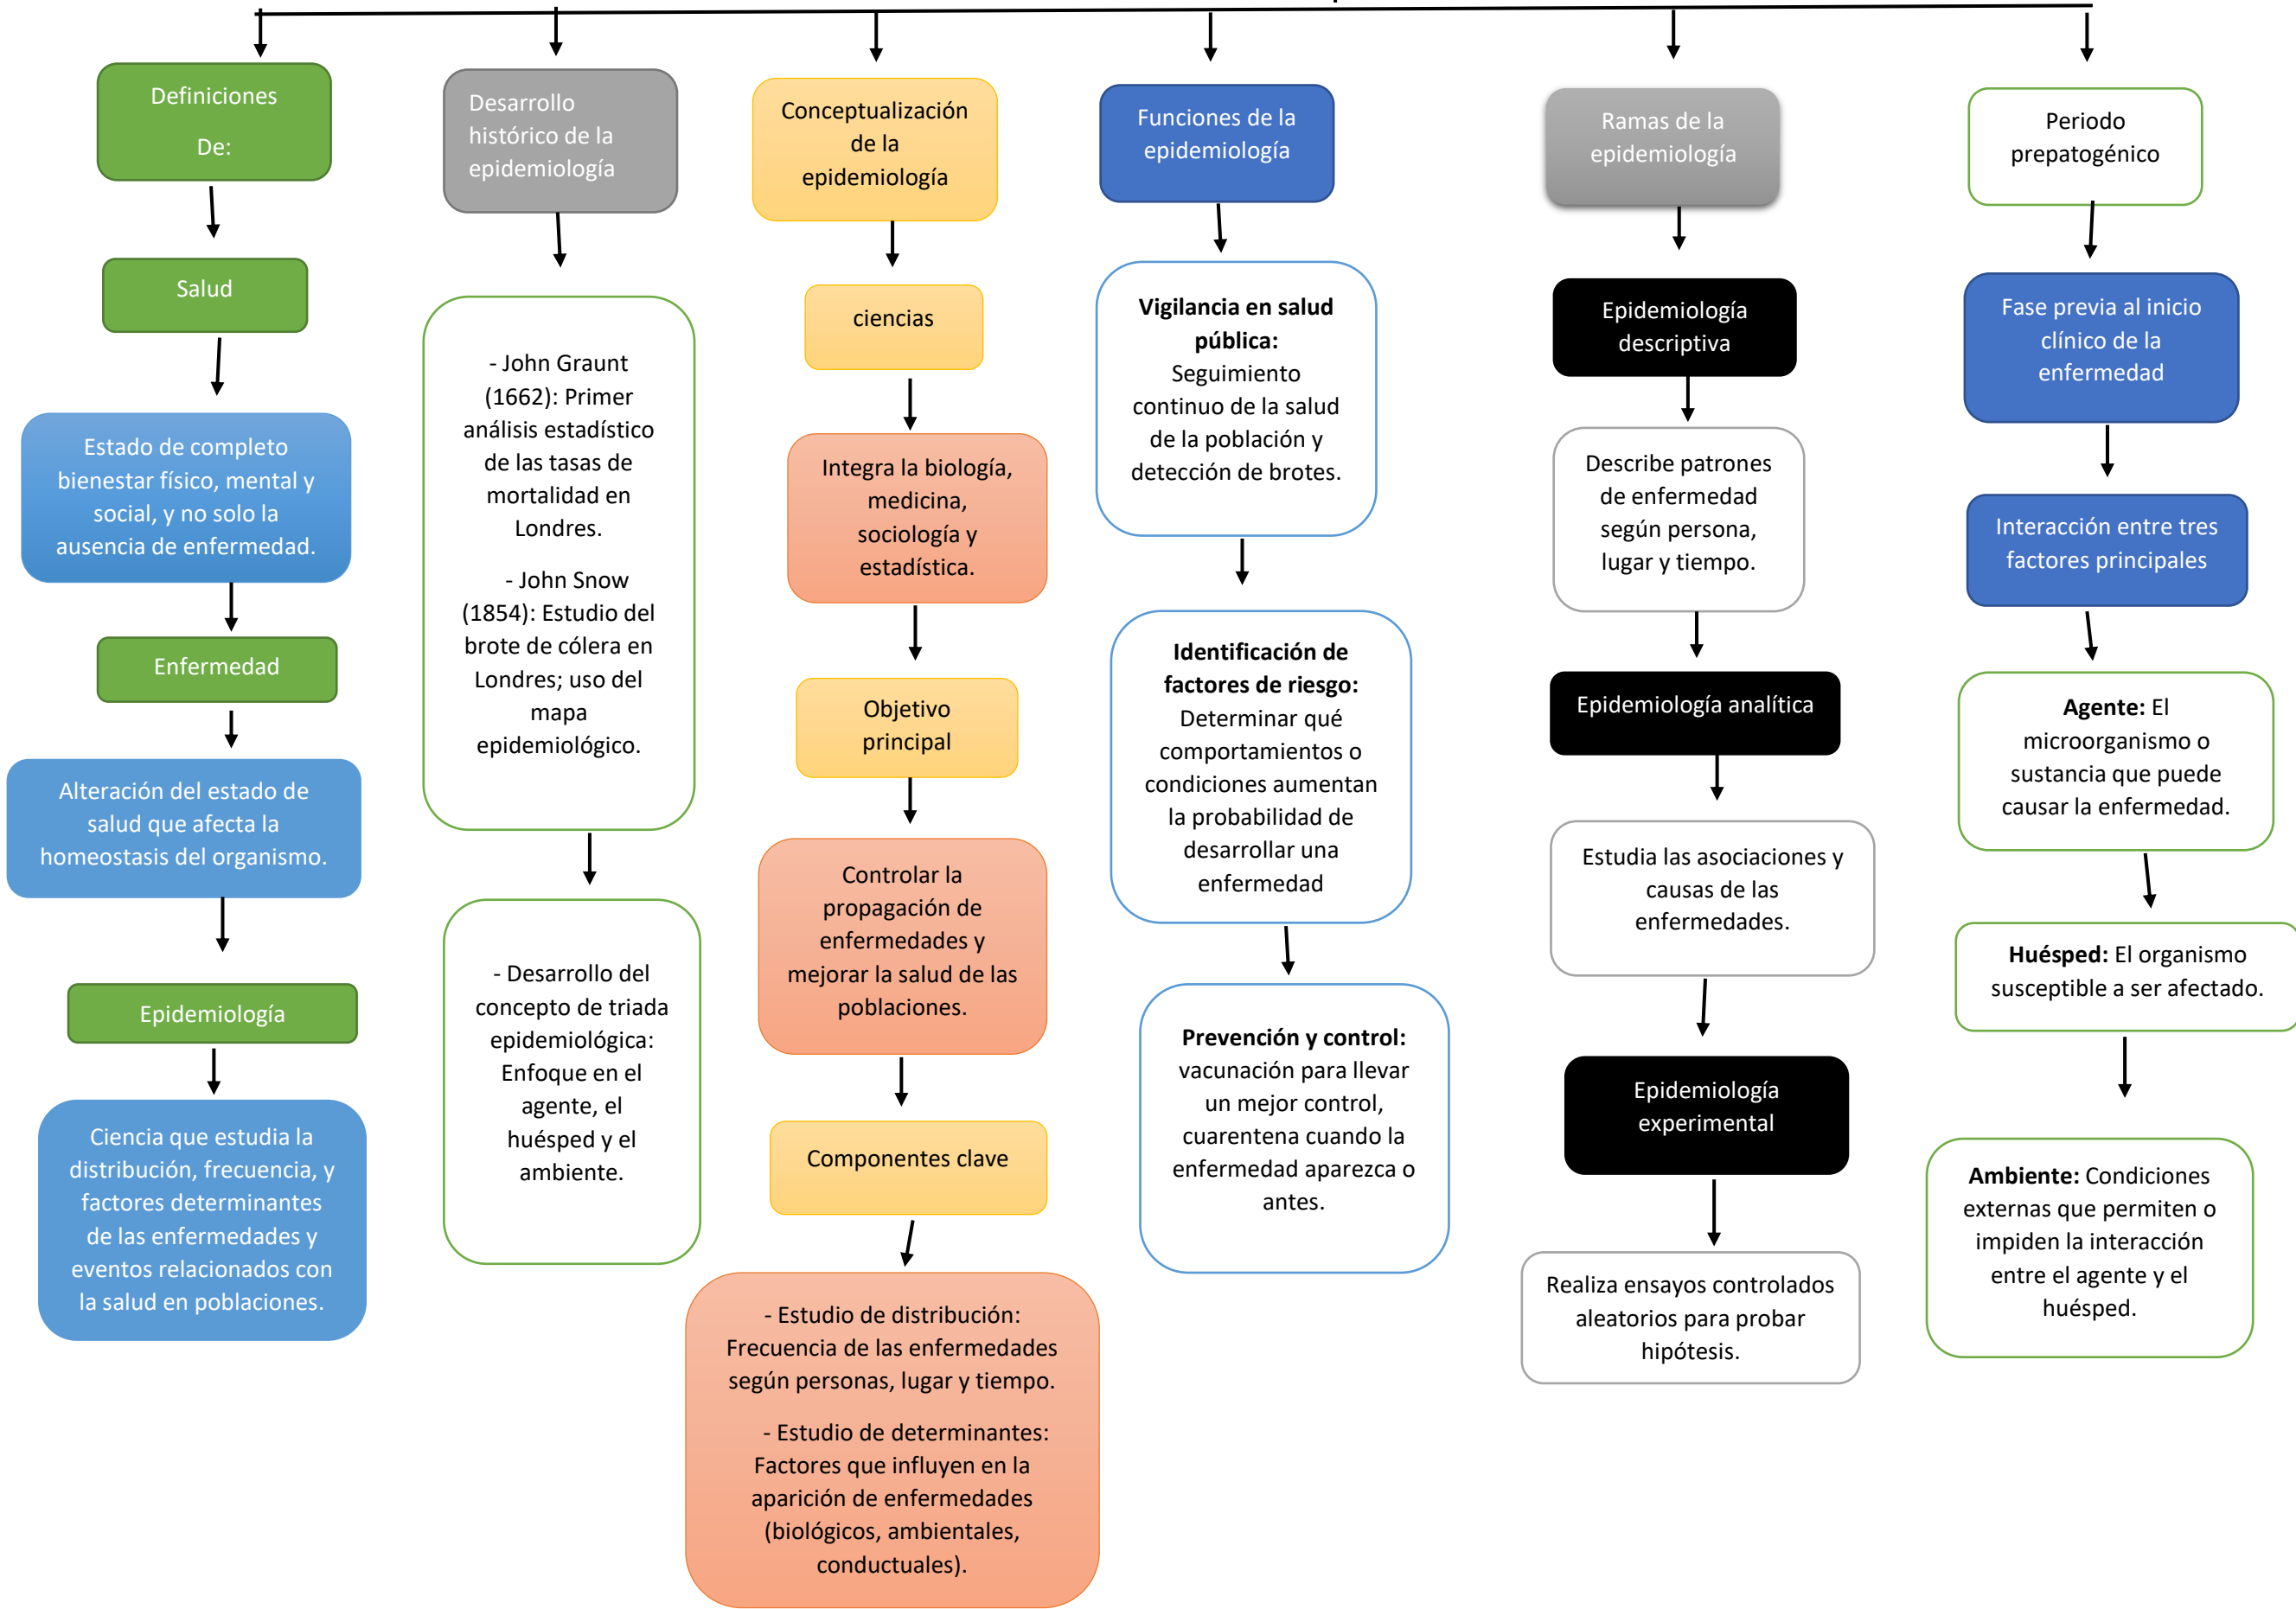 Definiciones
De:
Salud
Estado de completo
bienestar físico, mental y
social, y no solo la
ausencia de enfermedad.
Enfermedad
Alteración del estado de
salud que afecta la
homeostasis del organismo.
Epidemiología
Ciencia que estudia la
distribución, frecuencia, y
factores determinantes
de las enfermedades y
eventos relacionados con
la salud en poblaciones.
Desarrollo
histórico de la
epidemiología
- John Graunt
(1662): Primer
análisis estadístico
de las tasas de
mortalidad en
Londres.
- John Snow
(1854): Estudio del
brote de cólera en
Londres; uso del
mapa
epidemiológico.
- Desarrollo del
concepto de triada
epidemiológica:
Enfoque en el
agente, el
huésped y el
ambiente.
Conceptualización
de la
epidemiología
ciencias
Integra la biología,
medicina,
sociología y
estadística.
Objetivo
principal
Controlar la
propagación de
enfermedades y
mejorar la salud de las
poblaciones.
Componentes clave
- Estudio de distribución:
Frecuencia de las enfermedades
según personas, lugar y tiempo.
- Estudio de determinantes:
Factores que influyen en la
aparición de enfermedades
(biológicos, ambientales,
conductuales).
Funciones de la
epidemiología
Vigilancia en salud
pública:
Seguimiento
continuo de la salud
de la población y
detección de brotes.
Identificación de
factores de riesgo:
Determinar qué
comportamientos o
condiciones aumentan
la probabilidad de
desarrollar una
enfermedad
Prevención y control:
vacunación para llevar
un mejor control,
cuarentena cuando la
enfermedad aparezca o
antes.
Ramas de la
epidemiología
Epidemiología
descriptiva
Describe patrones
de enfermedad
según persona,
lugar y tiempo.
Epidemiología analítica
Estudia las asociaciones y
causas de las
enfermedades.
Epidemiología
experimental
Realiza ensayos controlados
aleatorios para probar
hipótesis.
Periodo
prepatogénico
Fase previa al inicio
clínico de la
enfermedad
Interacción entre tres
factores principales
Agente: El
microorganismo o
sustancia que puede
causar la enfermedad.
Huésped: El organismo
susceptible a ser afectado.
Ambiente: Condiciones
externas que permiten o
impiden la interacción
entre el agente y el
huésped.